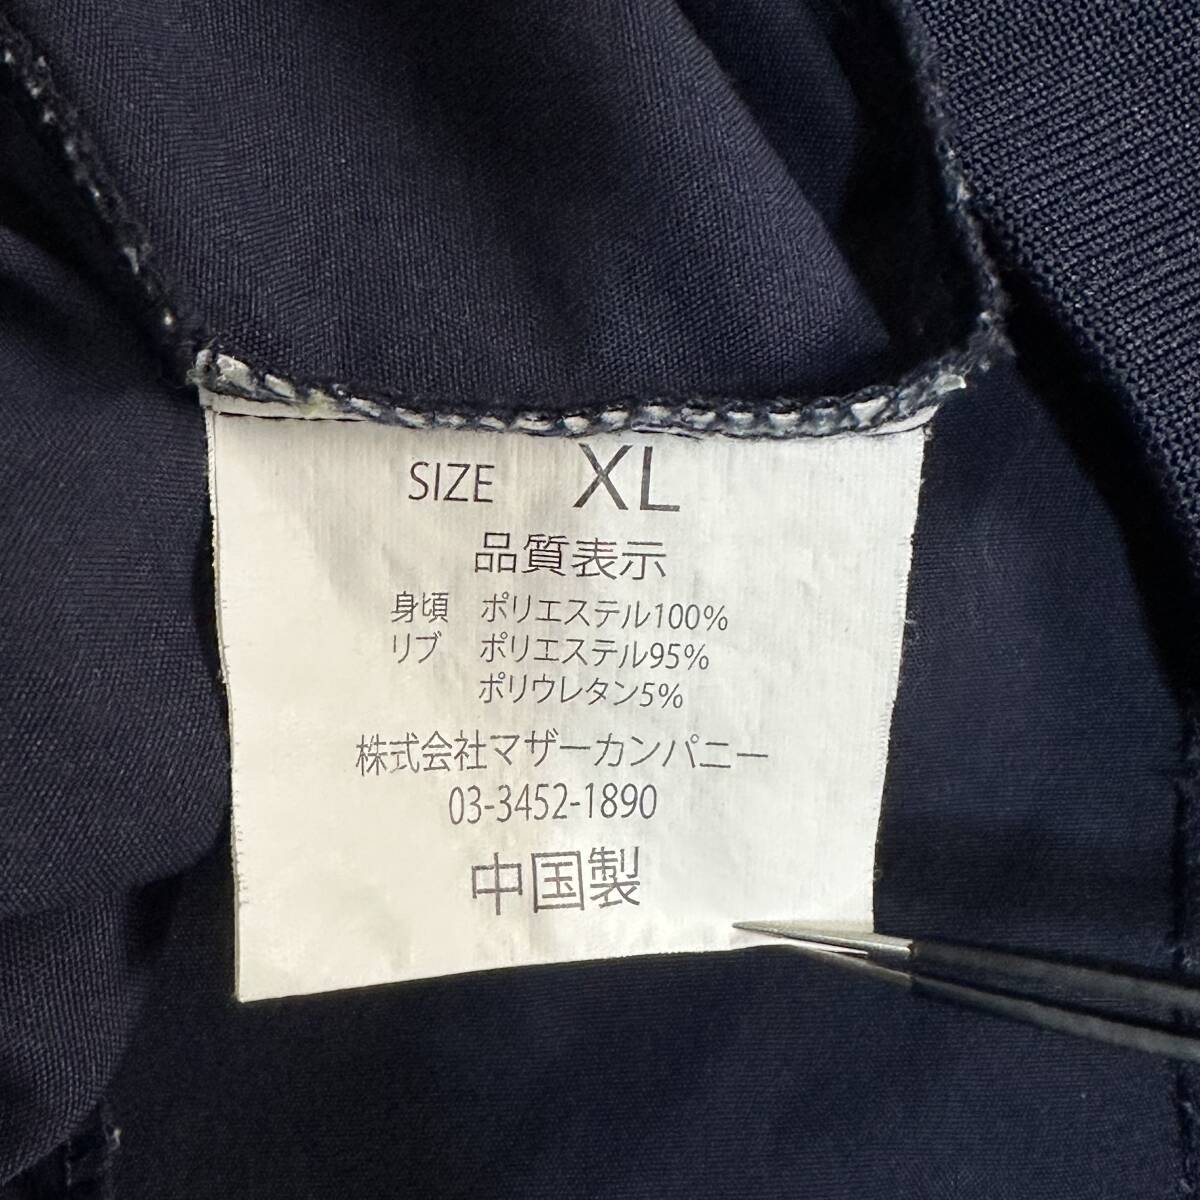 SIZE XL
品質表示
身頃 ポリエステル100%
リブ ポリエステル95%
ポリウレタン5%
株式会社マザーカンパニー
03-3452-1890
中国製